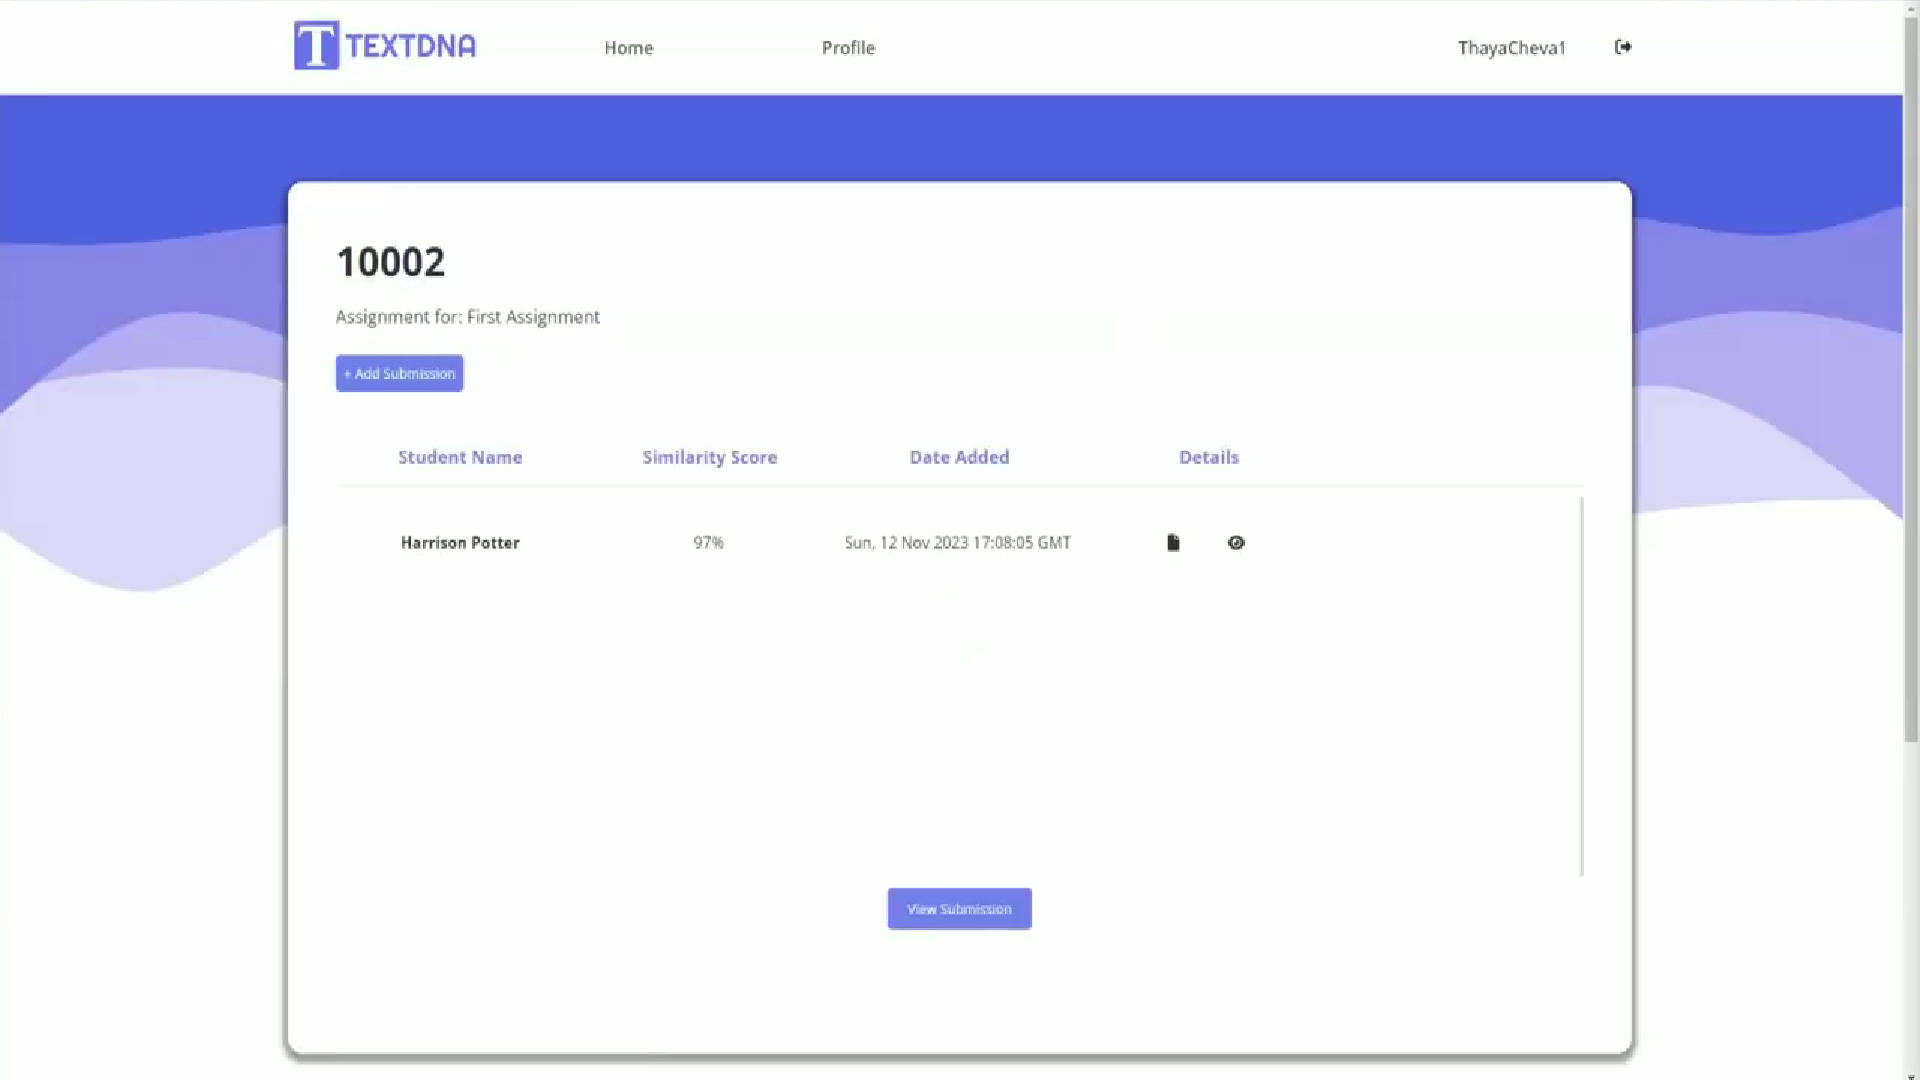 T TEXTDNA Home Profile ThayaCheva1
10002
Assignment for: First Assignment
+ Add Submission
Student Name Similarity Score Date Added Details
Harrison Potter 97% Sun, 12 Nov 2023 17:08:05 GMT
View Submission